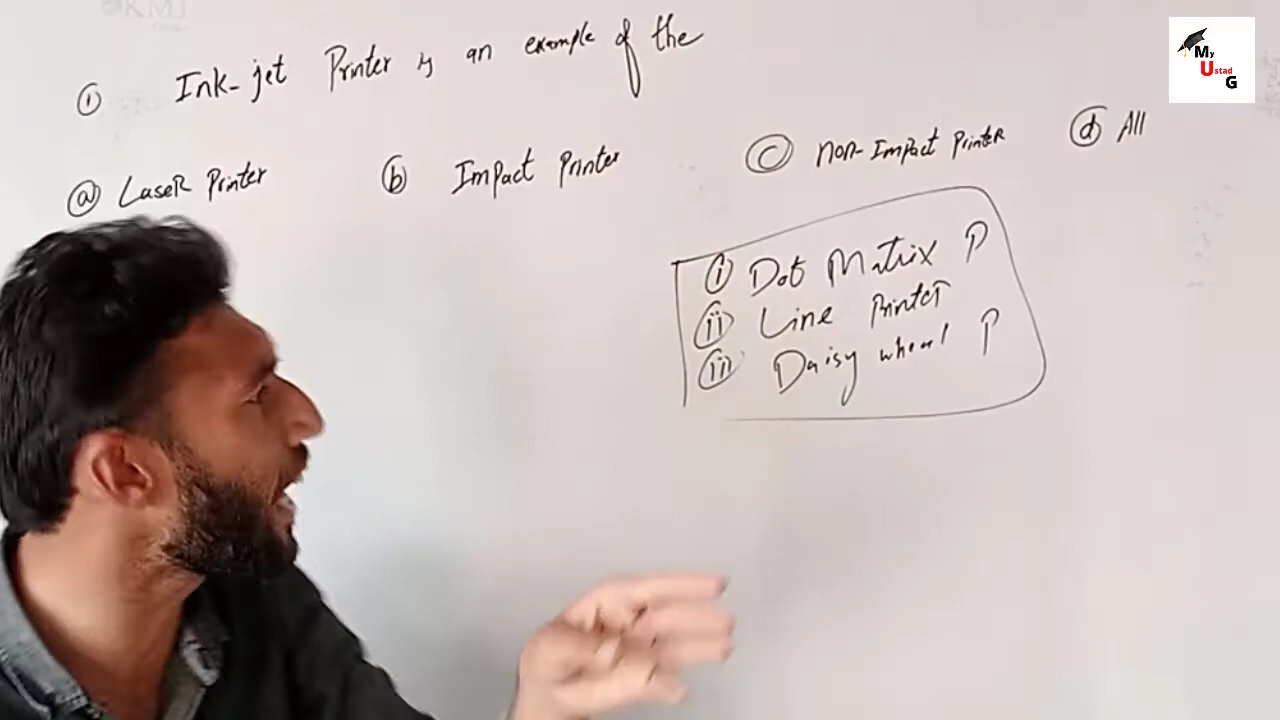 KMI
① Ink-jet Printer is an example of the
ⓐ LaseR Printer ⓑ Impact Printer ⓒ Non-Impact PrinteR ⓓ All
ⓘ Dot Matrix P
ⓘⓘ Line Printer
ⓘⓘⓘ Daisy wheel P
My
Ustad
G